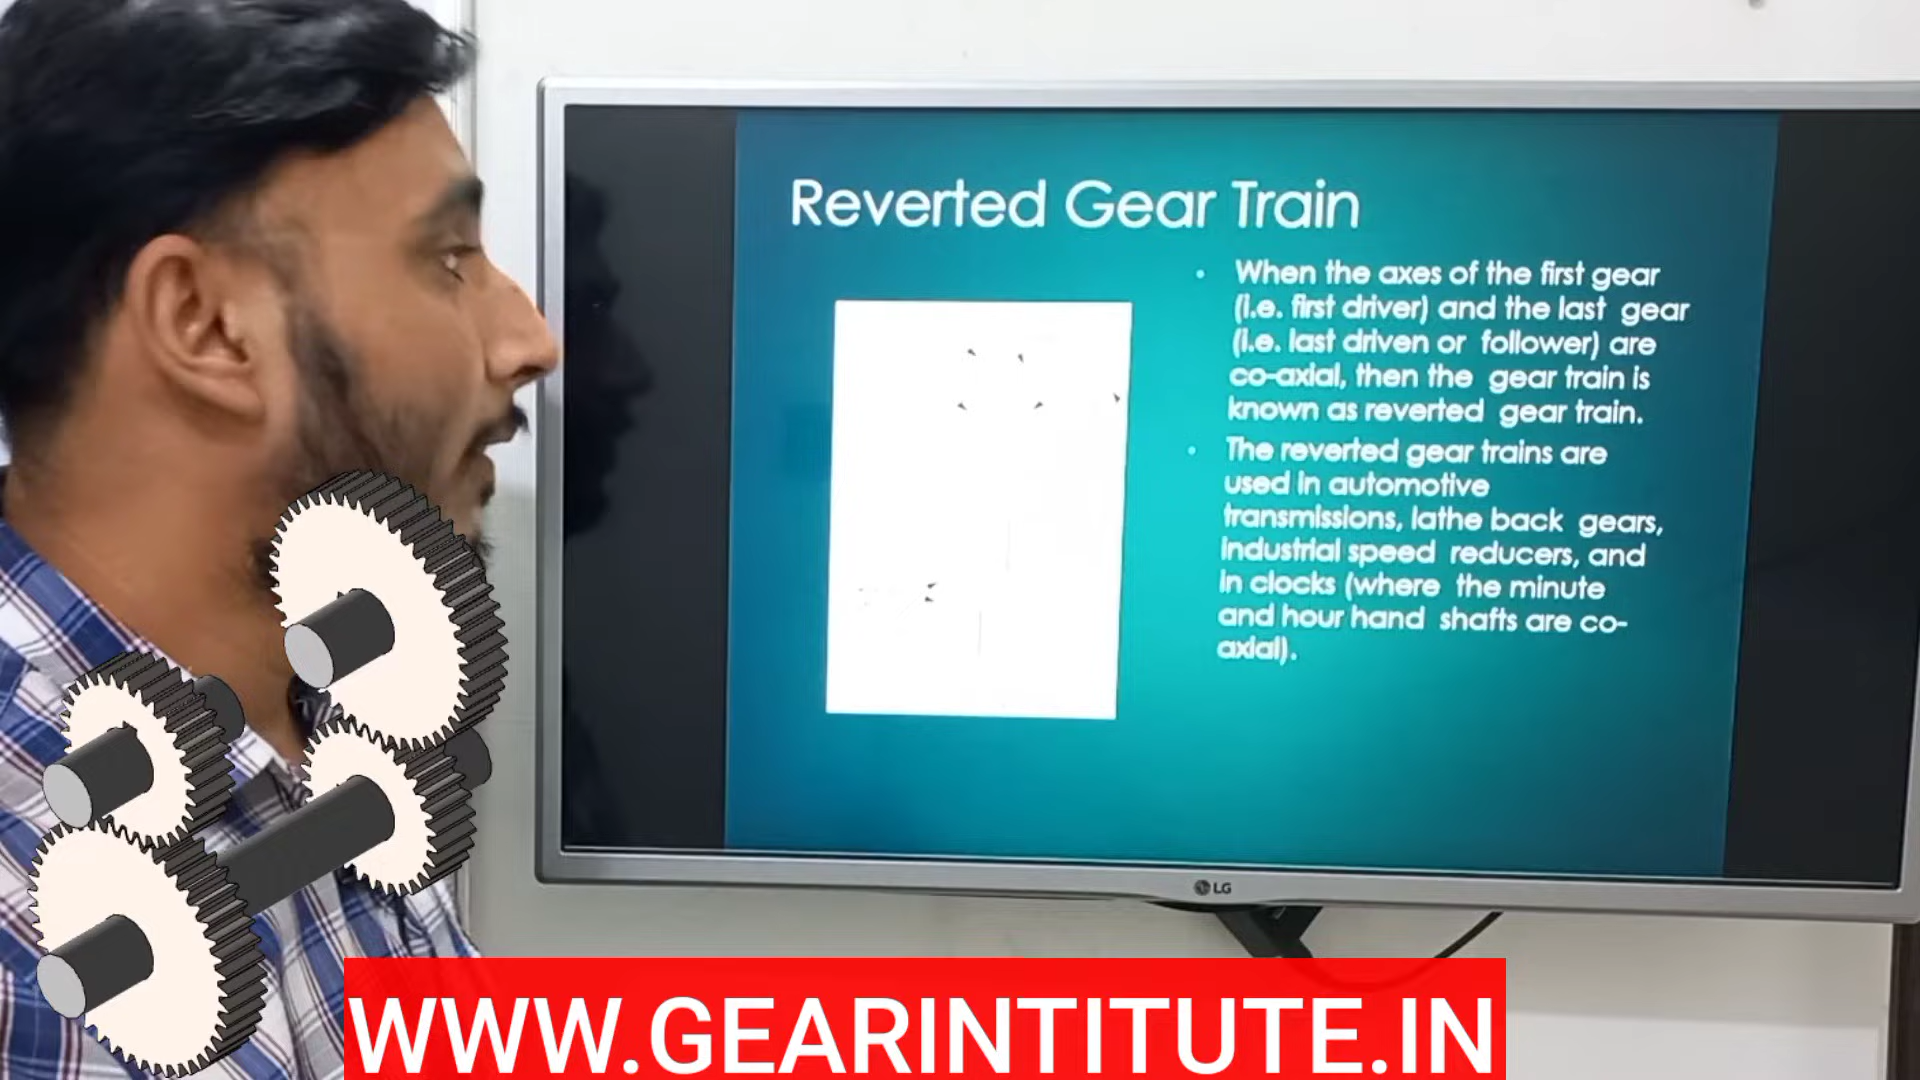 Reverted Gear Train
• When the axes of the first gear
(i.e. first driver) and the last gear
(i.e. last driven or follower) are
co-axial, then the gear train is
known as reverted gear train.
• The reverted gear trains are
used in automotive
transmissions, lathe back gears,
industrial speed reducers, and
in clocks (where the minute
and hour hand shafts are co-
axial).
LG
WWW.GEARINTITUTE.IN